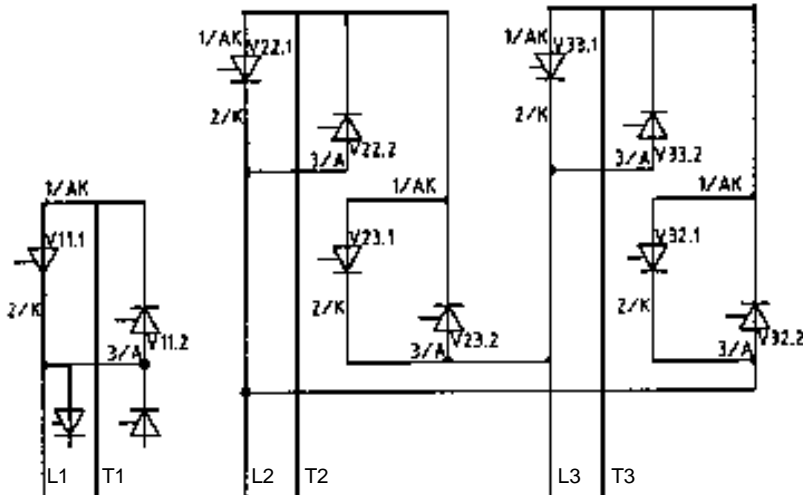 1/AK
V22.1
2/K
V22.2
3/A
1/AK
V23.1
2/K
V23.2
3/A
1/AK
V33.1
2/K
V33.2
3/A
1/AK
V32.1
2/K
V32.2
3/A
1/AK
V11.1
2/K
V11.2
3/A
L1 T1 L2 T2 L3 T3